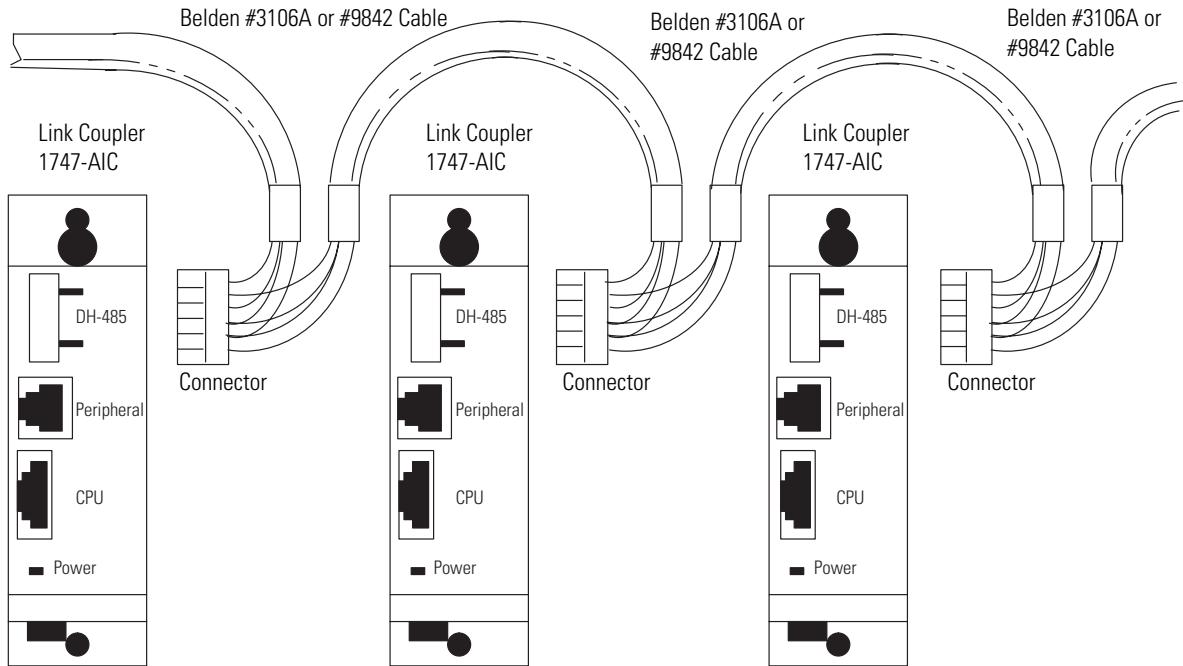 Belden #3106A or #9842 Cable
Belden #3106A or
#9842 Cable
Belden #3106A or
#9842 Cable
Link Coupler
1747-AIC
Link Coupler
1747-AIC
Link Coupler
1747-AIC
DH-485
Connector
Peripheral
CPU
Power
DH-485
Connector
Peripheral
CPU
Power
DH-485
Connector
Peripheral
CPU
Power